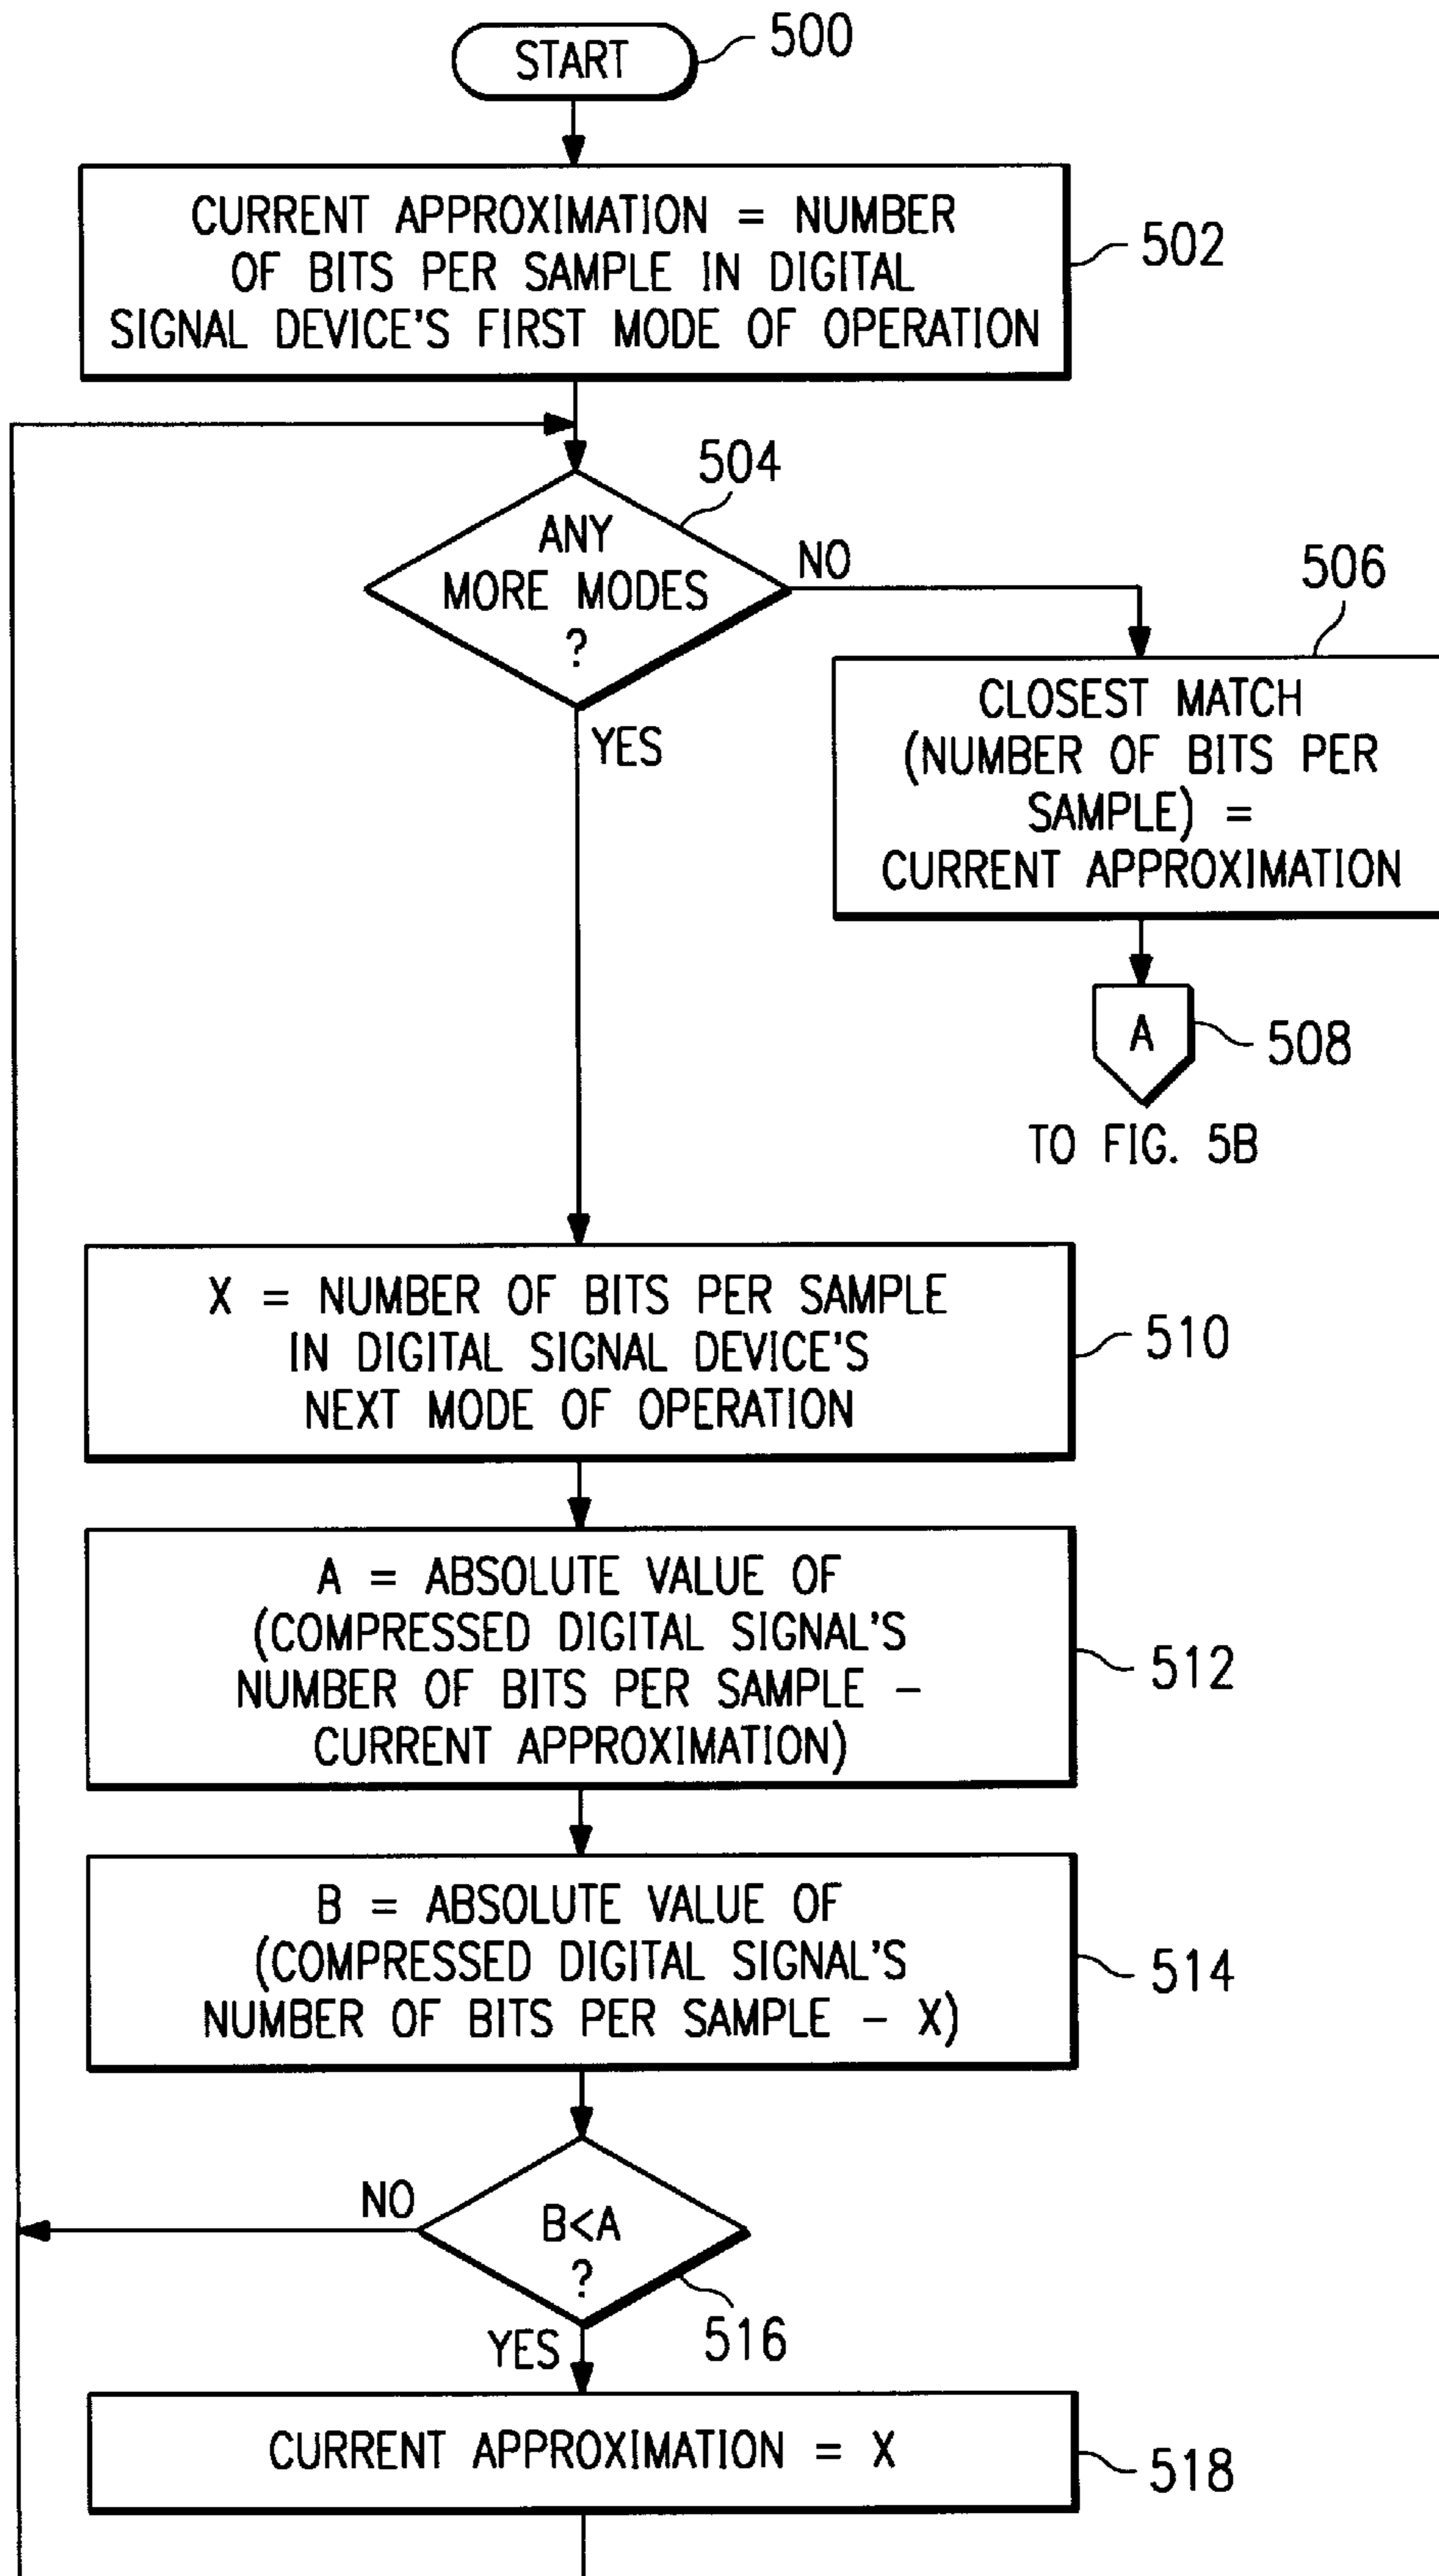 START
500
CURRENT APPROXIMATION = NUMBER
OF BITS PER SAMPLE IN DIGITAL
SIGNAL DEVICE'S FIRST MODE OF OPERATION
502
504
ANY
MORE MODES
?
NO
YES
506
CLOSEST MATCH
(NUMBER OF BITS PER
SAMPLE) =
CURRENT APPROXIMATION
A
508
TO FIG. 5B
X = NUMBER OF BITS PER SAMPLE
IN DIGITAL SIGNAL DEVICE'S
NEXT MODE OF OPERATION
510
A = ABSOLUTE VALUE OF
(COMPRESSED DIGITAL SIGNAL'S
NUMBER OF BITS PER SAMPLE -
CURRENT APPROXIMATION)
512
B = ABSOLUTE VALUE OF
(COMPRESSED DIGITAL SIGNAL'S
NUMBER OF BITS PER SAMPLE - X)
514
NO
B<A
?
516
YES
CURRENT APPROXIMATION = X
518